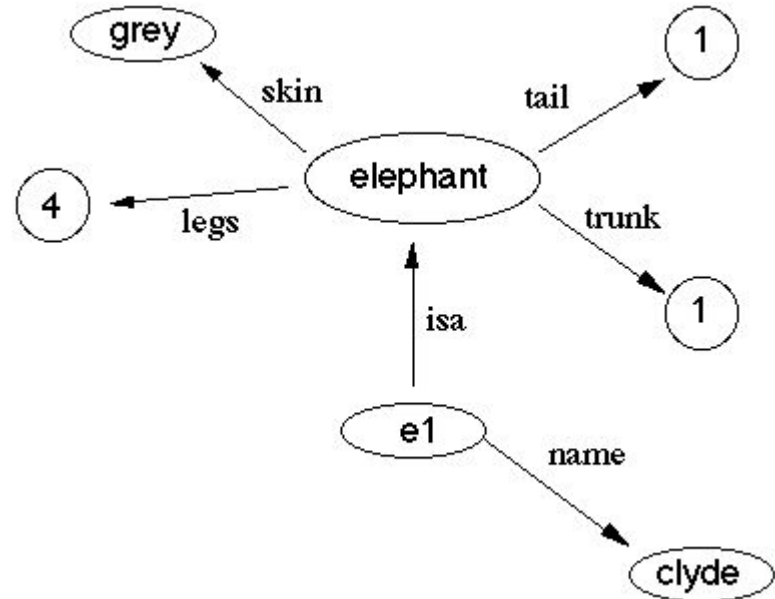 grey
1
skin
tail
elephant
4
legs
trunk
1
isa
e1
name
clyde